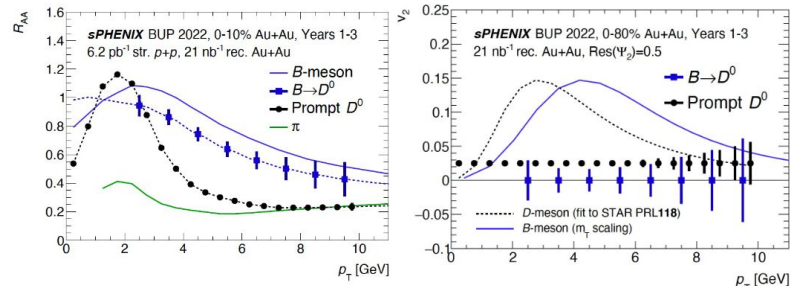 R_AA
sPHENIX BUP 2022, 0-10% Au+Au, Years 1-3
6.2 pb⁻¹ str. p+p, 21 nb⁻¹ rec. Au+Au
B-meson
B→D⁰
Prompt D⁰
π
1.6
1.4
1.2
1
0.8
0.6
0.4
0.2
0
0 2 4 6 8 10
p_T [GeV]
v₂
sPHENIX BUP 2022, 0-80% Au+Au, Years 1-3
21 nb⁻¹ rec. Au+Au, Res(Ψ₂)=0.5
B→D⁰
Prompt D⁰
0.25
0.2
0.15
0.1
0.05
0
-0.05
-0.1
D-meson (fit to STAR PRL118)
B-meson (m_T scaling)
0 2 4 6 8 10
p_T [GeV]